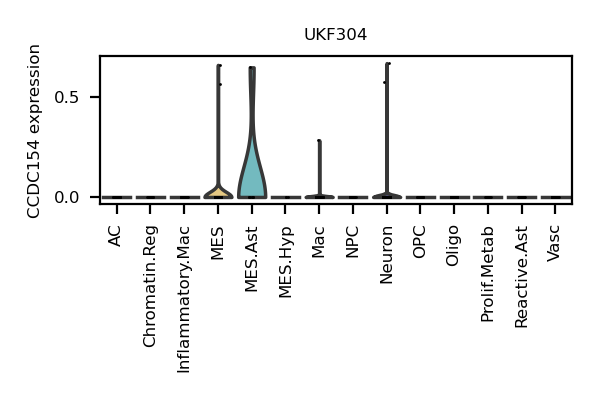 UKF304
CCDC154 expression
0.5
0.0
AC
Chromatin.Reg
Inflammatory.Mac
MES
MES.Ast
MES.Hyp
Mac
NPC
Neuron
OPC
Oligo
Prolif.Metab
Reactive.Ast
Vasc